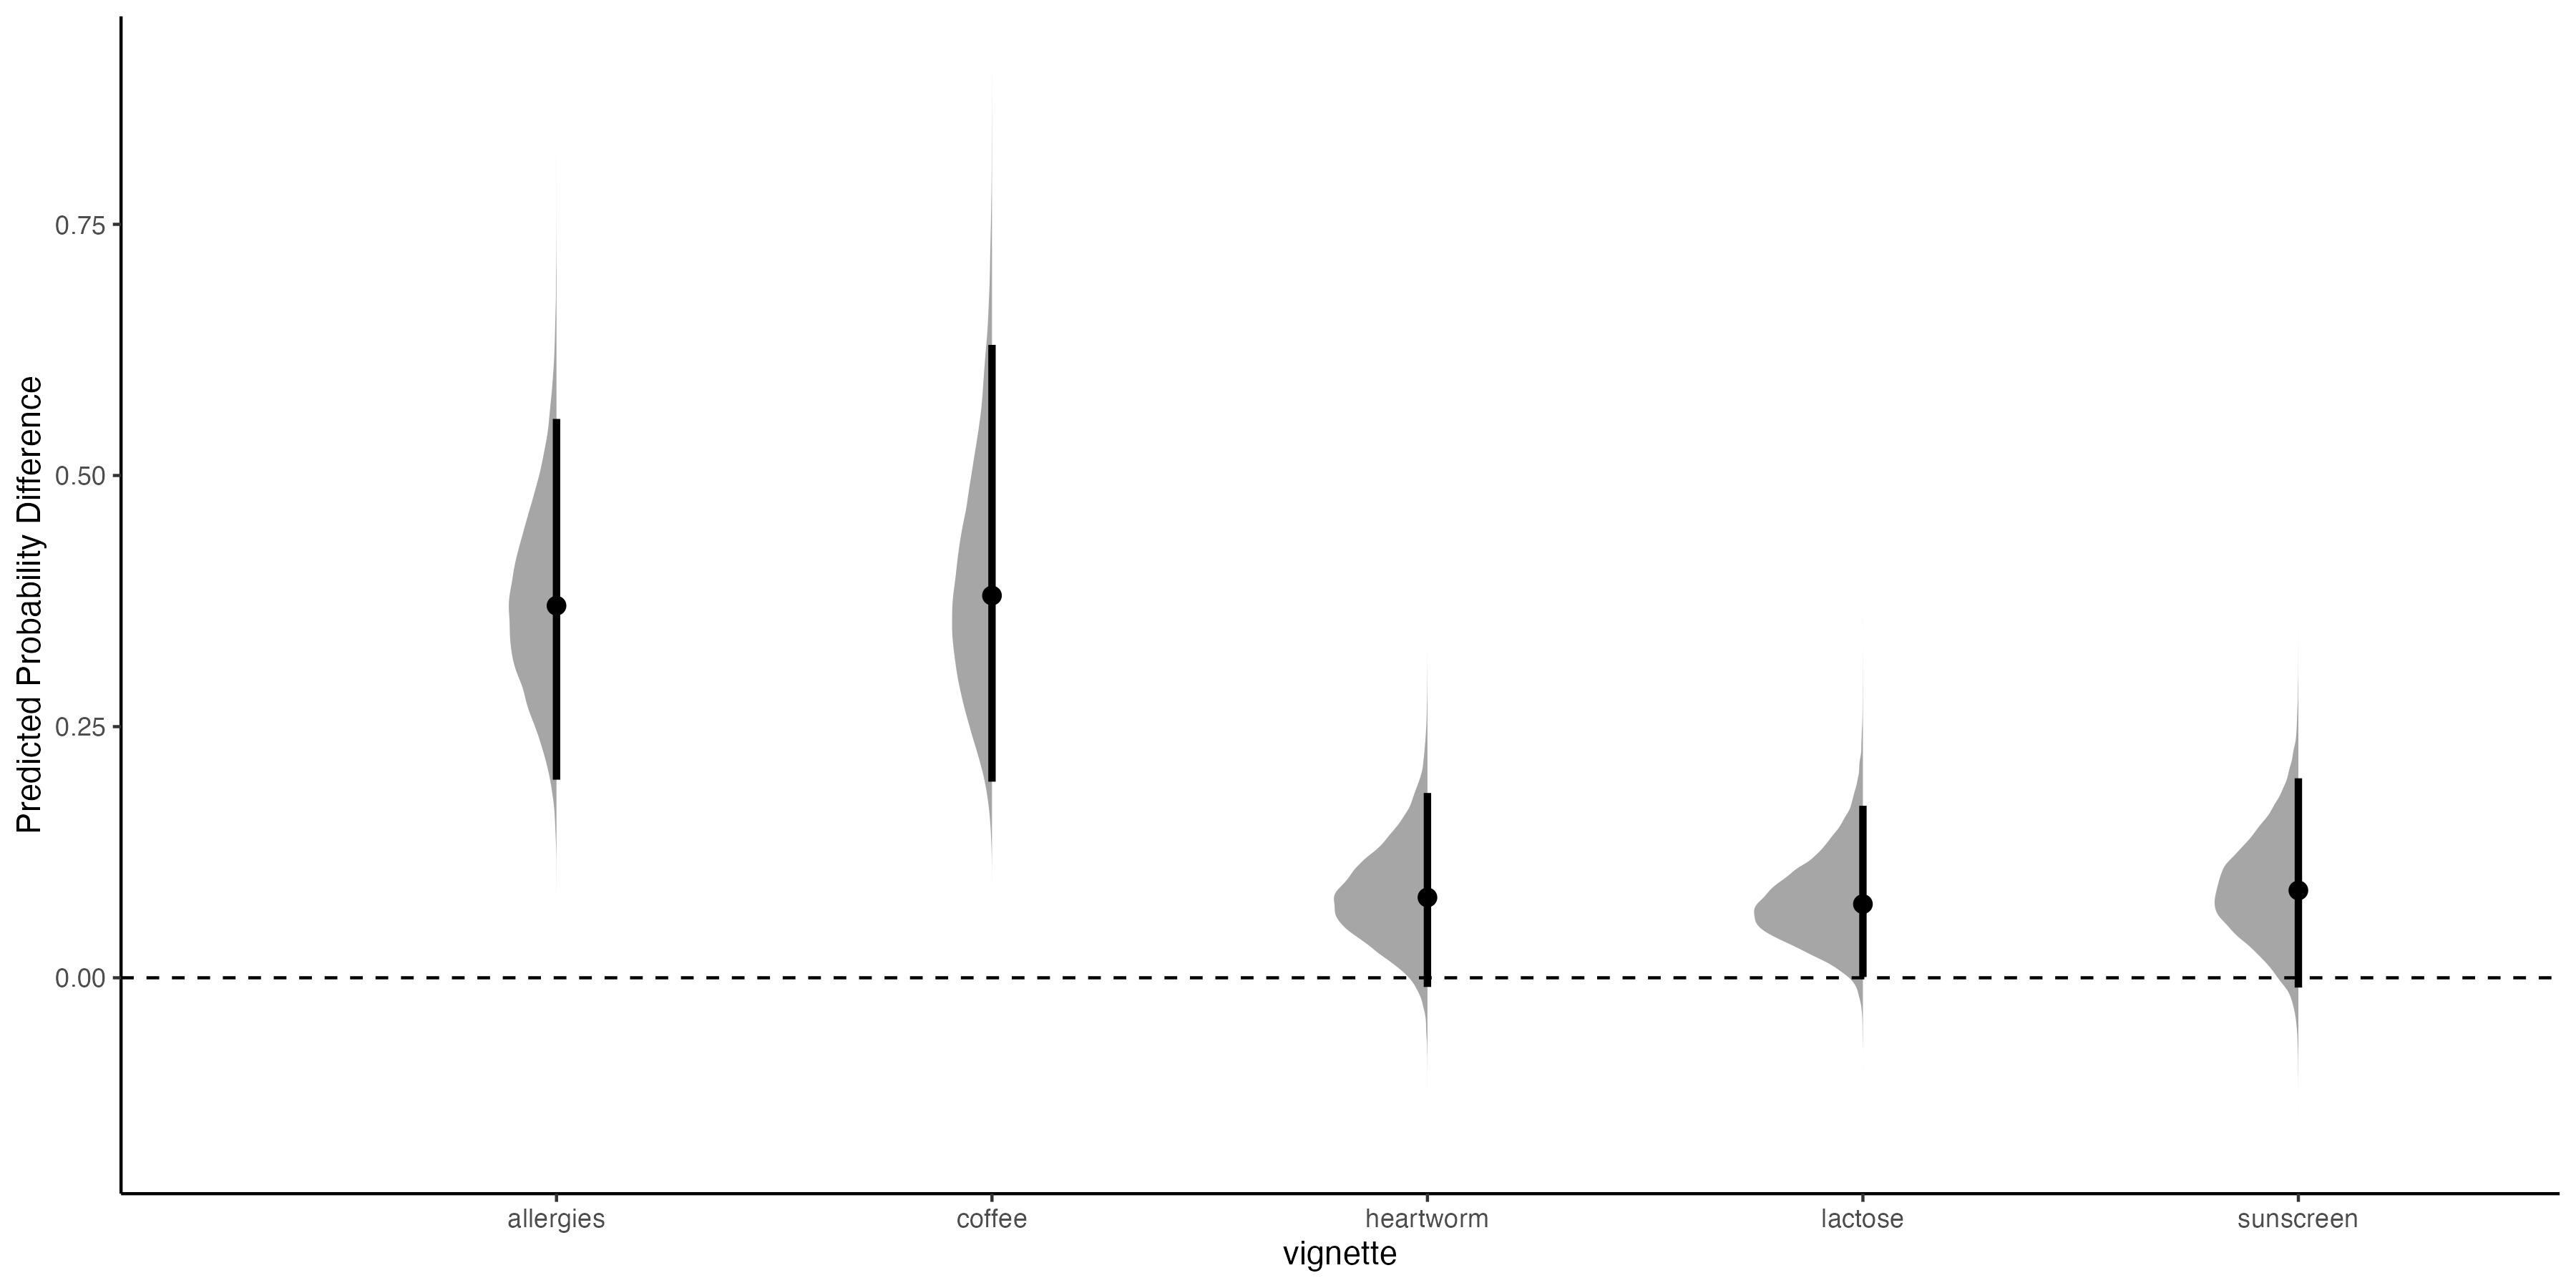 Predicted Probability Difference
0.75
0.50
0.25
0.00
allergies
coffee
heartworm
lactose
sunscreen
vignette